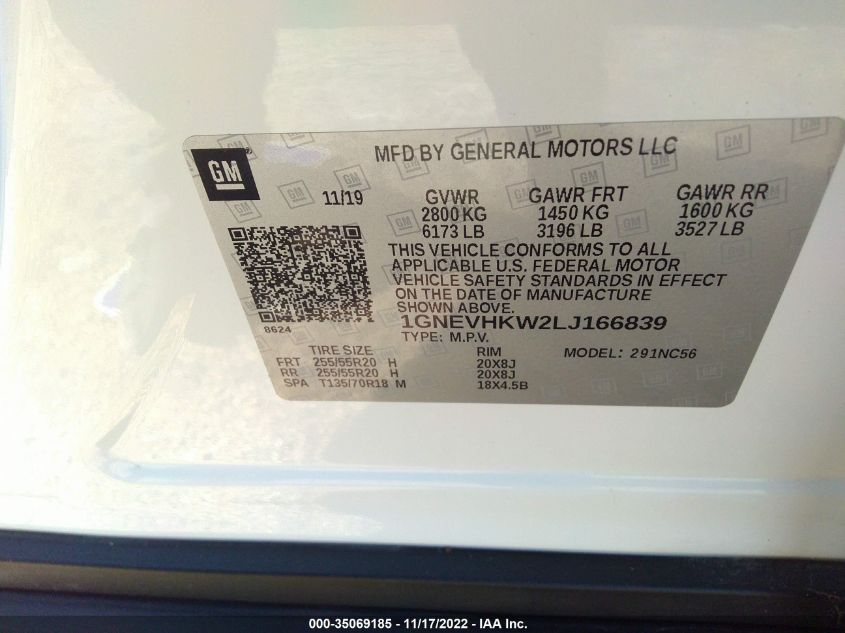 GM
MFD BY GENERAL MOTORS LLC
11/19 GVWR GAWR FRT GAWR RR
2800 KG 1450 KG 1600 KG
6173 LB 3196 LB 3527 LB
THIS VEHICLE CONFORMS TO ALL
APPLICABLE U.S. FEDERAL MOTOR
VEHICLE SAFETY STANDARDS IN EFFECT
ON THE DATE OF MANUFACTURE
SHOWN ABOVE.
8624 1GNEVHKW2LJ166839
TYPE: M.P.V.
TIRE SIZE RIM MODEL: 291NC56
FRT 255/55R20 H 20X8J
RR 255/55R20 H 20X8J
SPA T135/70R18 M 18X4.5B
000-35069185 - 11/17/2022 - IAA Inc.